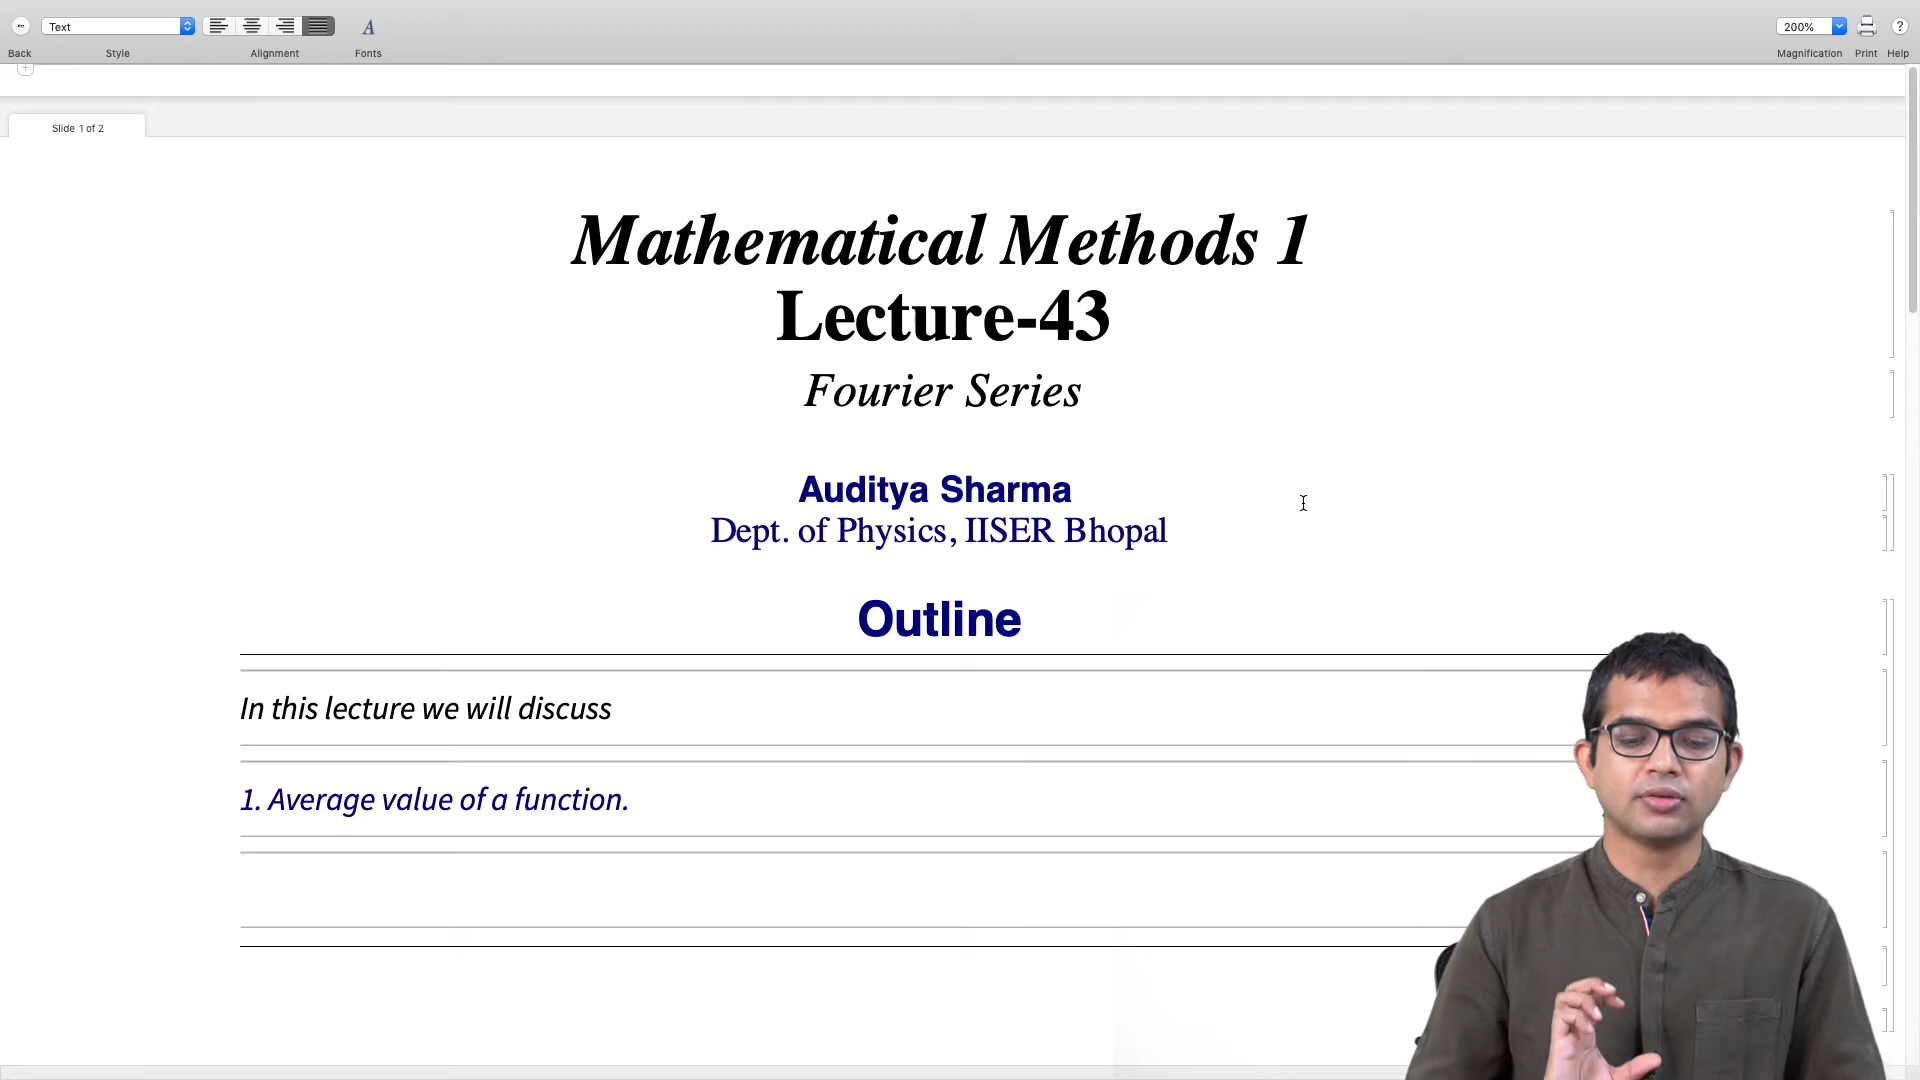 Text
200%
Back
Style
Alignment
Fonts
Magnification
Print
Help
Slide 1 of 2
Mathematical Methods 1
Lecture-43
Fourier Series
Auditya Sharma
Dept. of Physics, IISER Bhopal
Outline
In this lecture we will discuss
1. Average value of a function.